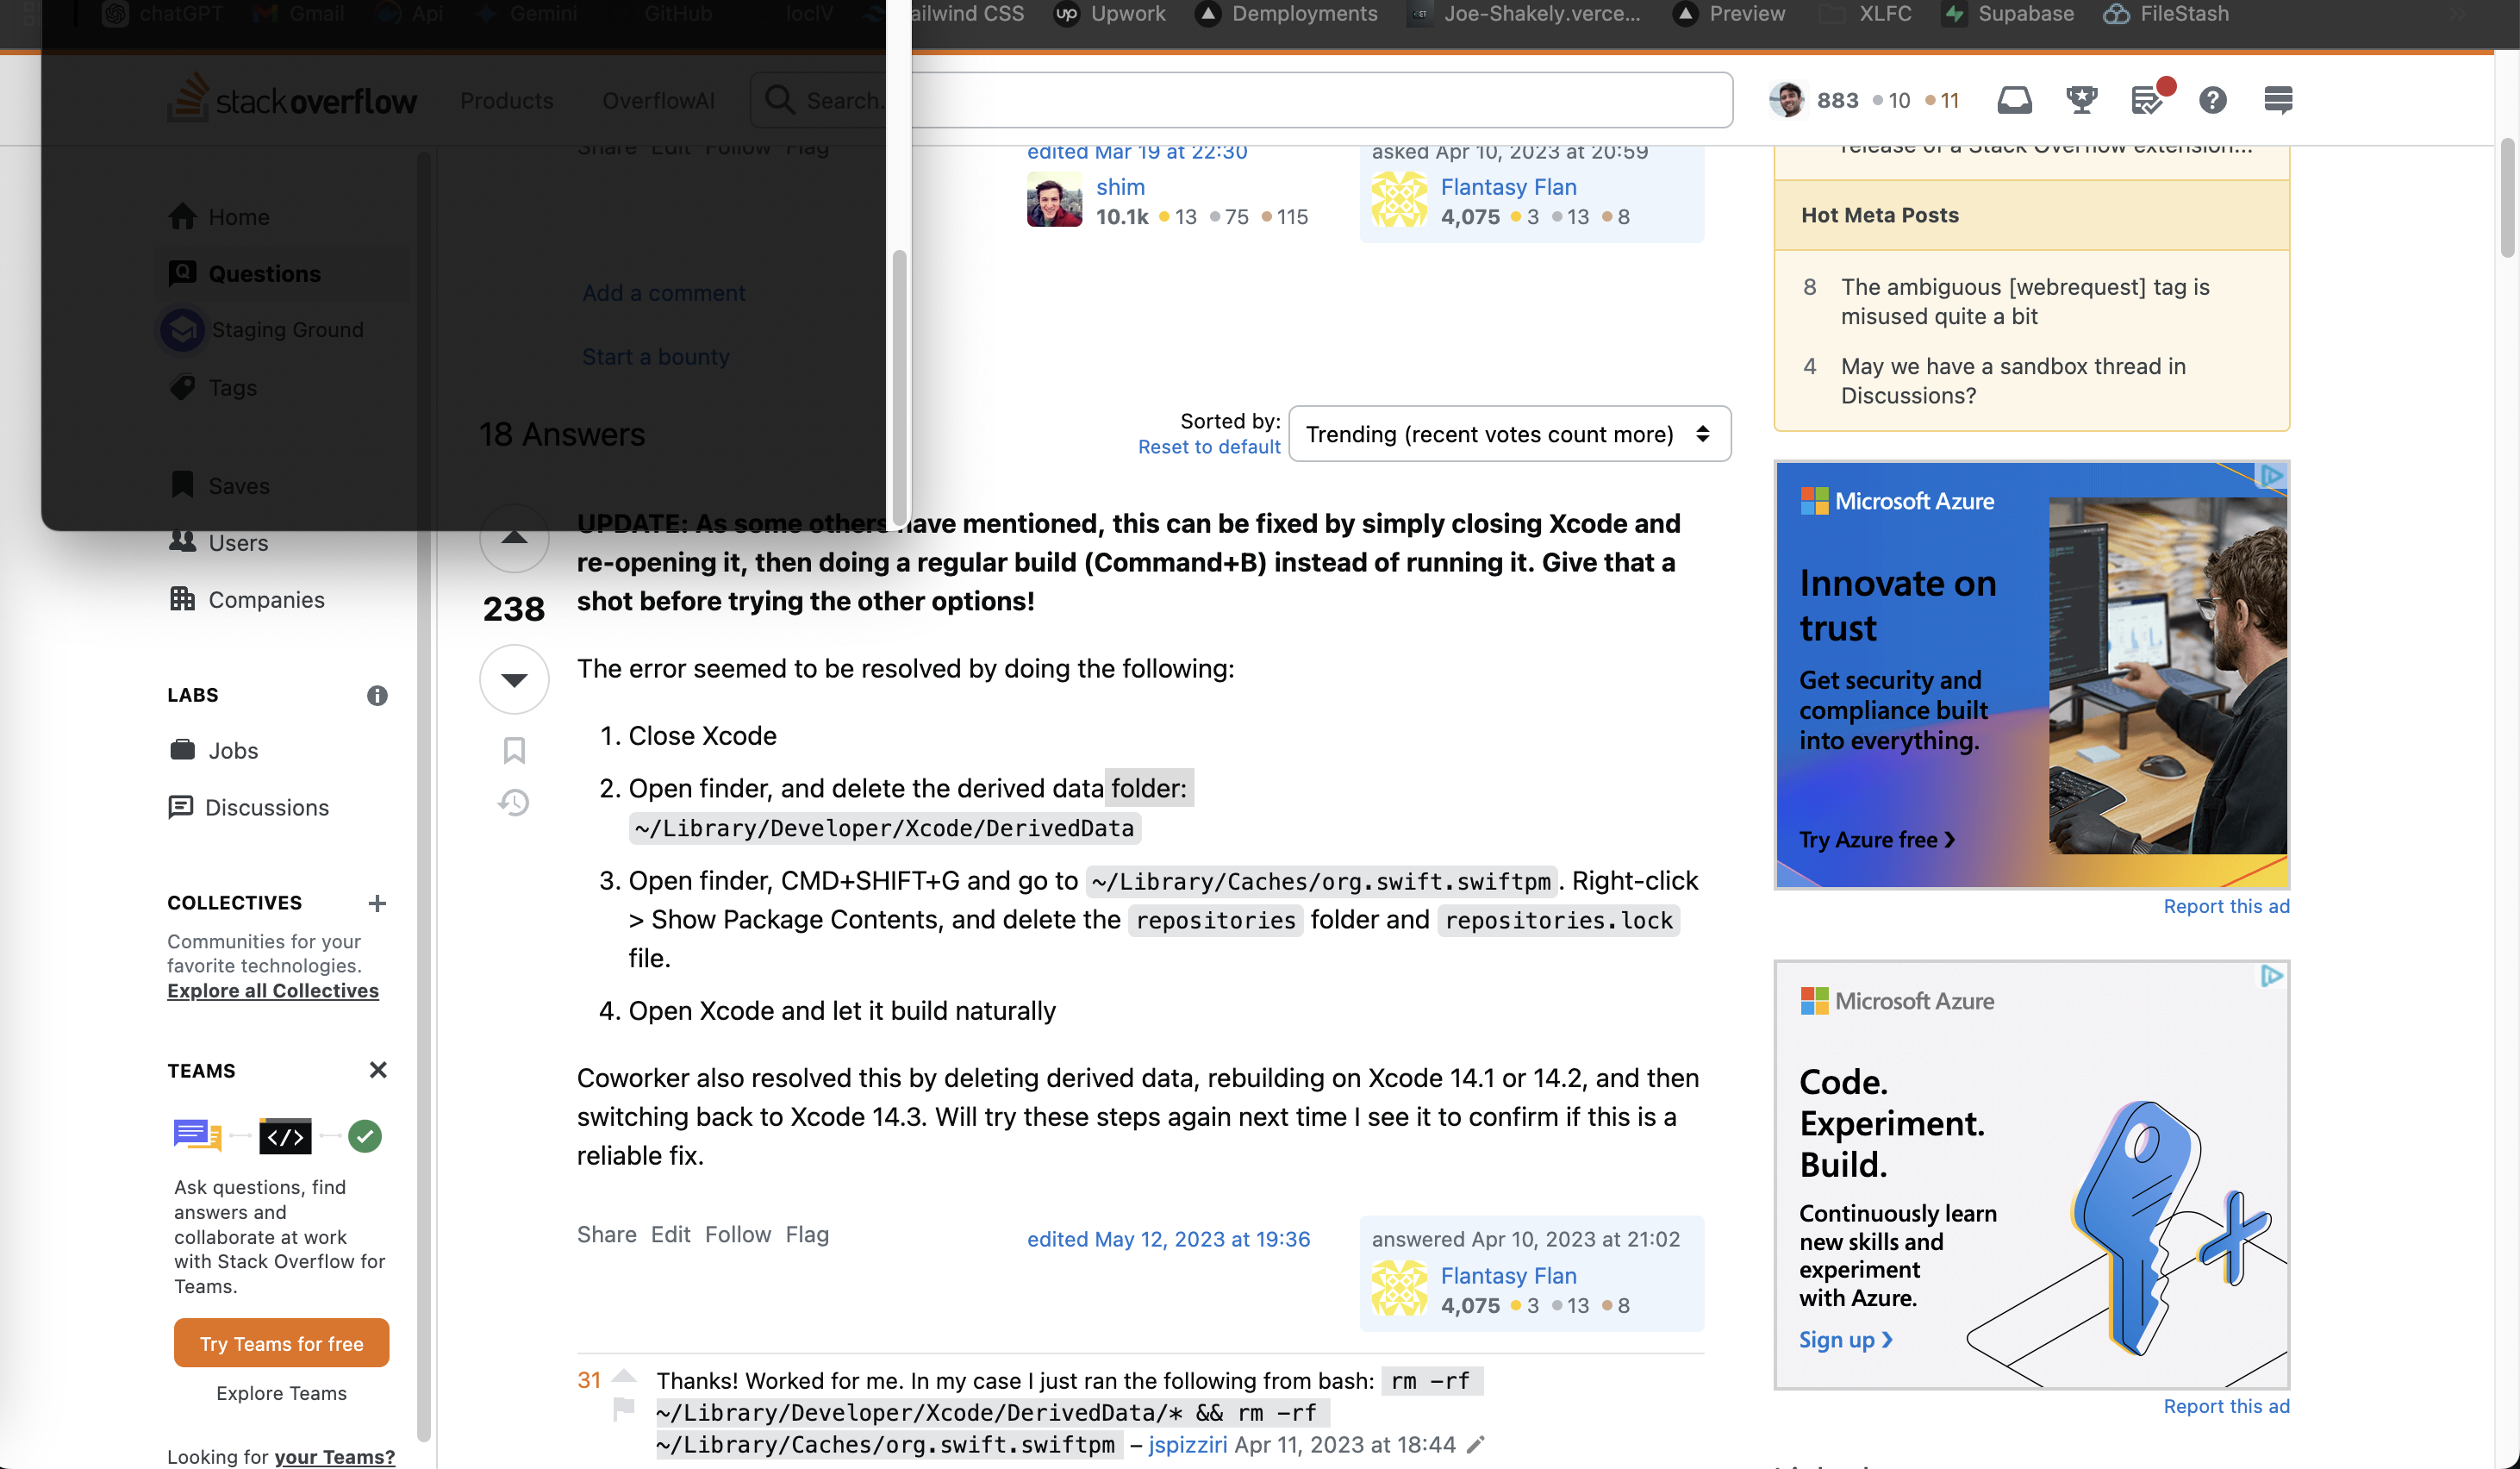 chatGPT Gmail Api Gemini GitHub locIV ailwind CSS Upwork Demployments Joe-Shakely.verce... Preview XLFC Supabase FileStash
stackoverflow Products OverflowAI Search. 883 10 11
Share Edit Follow Flag
edited Mar 19 at 22:30
shim
10.1k 13 75 115
asked Apr 10, 2023 at 20:59
Flantasy Flan
4,075 3 13 8
release of a Stack Overflow extension...
Hot Meta Posts
8 The ambiguous [webrequest] tag is
misused quite a bit
4 May we have a sandbox thread in
Discussions?
Home
Questions
Staging Ground
Tags
Saves
Users
Companies
LABS
Jobs
Discussions
COLLECTIVES
Communities for your
favorite technologies.
Explore all Collectives
TEAMS
</>
Ask questions, find
answers and
collaborate at work
with Stack Overflow for
Teams.
Try Teams for free
Explore Teams
Looking for your Teams?
Add a comment
Start a bounty
18 Answers
Sorted by:
Reset to default
Trending (recent votes count more)
238
UPDATE: As some others have mentioned, this can be fixed by simply closing Xcode and
re-opening it, then doing a regular build (Command+B) instead of running it. Give that a
shot before trying the other options!
The error seemed to be resolved by doing the following:
1. Close Xcode
2. Open finder, and delete the derived data folder:
~/Library/Developer/Xcode/DerivedData
3. Open finder, CMD+SHIFT+G and go to ~/Library/Caches/org.swift.swiftpm. Right-click
> Show Package Contents, and delete the repositories folder and repositories.lock
file.
4. Open Xcode and let it build naturally
Coworker also resolved this by deleting derived data, rebuilding on Xcode 14.1 or 14.2, and then
switching back to Xcode 14.3. Will try these steps again next time I see it to confirm if this is a
reliable fix.
Share Edit Follow Flag
edited May 12, 2023 at 19:36
answered Apr 10, 2023 at 21:02
Flantasy Flan
4,075 3 13 8
31 Thanks! Worked for me. In my case I just ran the following from bash: rm -rf
~/Library/Developer/Xcode/DerivedData/* && rm -rf
~/Library/Caches/org.swift.swiftpm – jspizziri Apr 11, 2023 at 18:44
Microsoft Azure
Innovate on
trust
Get security and
compliance built
into everything.
Try Azure free ❯
Report this ad
Microsoft Azure
Code.
Experiment.
Build.
Continuously learn
new skills and
experiment
with Azure.
Sign up ❯
Report this ad